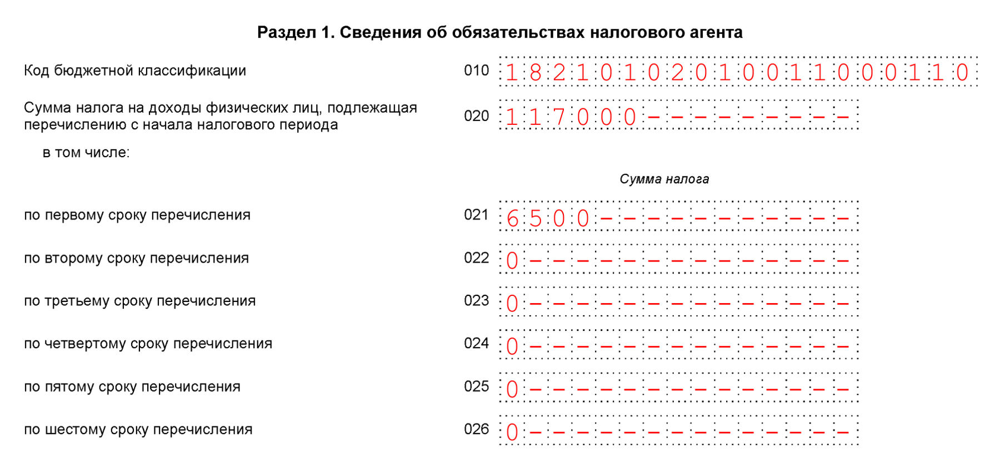 Раздел 1. Сведения об обязательствах налогового агента
Код бюджетной классификации 010 18210102010011000110
Сумма налога на доходы физических лиц, подлежащая
перечислению с начала налогового периода 020 117000---------
в том числе:
Сумма налога
по первому сроку перечисления 021 6500-----------
по второму сроку перечисления 022 0--------------
по третьему сроку перечисления 023 0--------------
по четвертому сроку перечисления 024 0--------------
по пятому сроку перечисления 025 0--------------
по шестому сроку перечисления 026 0--------------